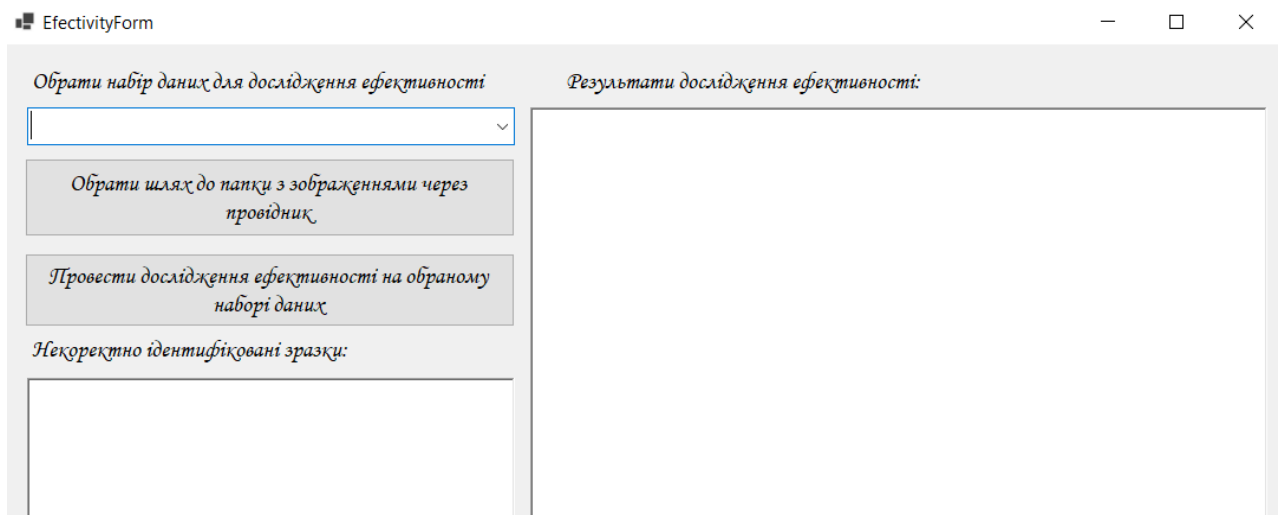 EfectivityForm
Обрати набір даних для дослідження ефективності
Обрати шлях до папки з зображеннями через
провідник
Провести дослідження ефективності на обраному
наборі даних
Некоректно ідентифіковані зразки:
Результати дослідження ефективності: